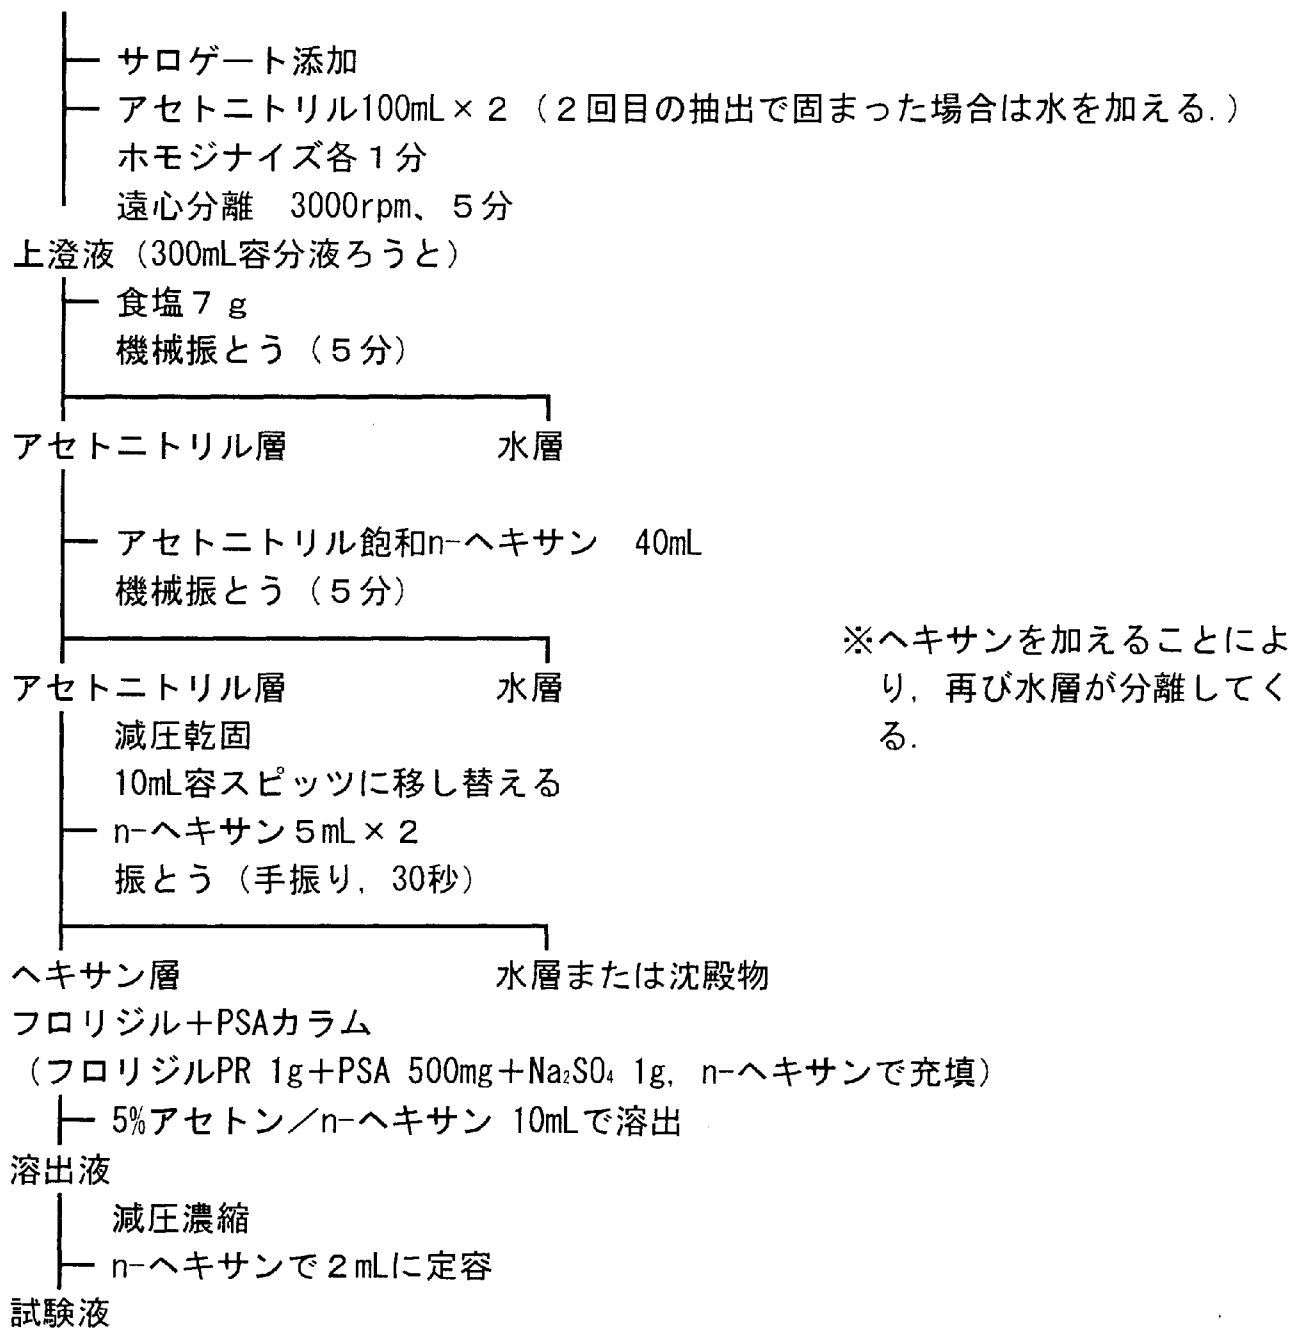 サロゲート添加
アセトニトリル100mL×2（2回目の抽出で固まった場合は水を加える.）
ホモジナイズ各1分
遠心分離　3000rpm、5分
上澄液（300mL容分液ろうと）
食塩7g
機械振とう（5分）
アセトニトリル層　水層
アセトニトリル飽和n-ヘキサン　40mL
機械振とう（5分）
※ヘキサンを加えることによ
り，再び水層が分離してく
る.
アセトニトリル層　水層
減圧乾固
10mL容スピッツに移し替える
n-ヘキサン5mL×2
振とう（手振り，30秒）
ヘキサン層　水層または沈殿物
フロリジル＋PSAカラム
（フロリジルPR 1g＋PSA 500mg＋Na₂SO₄ 1g，n-ヘキサンで充填）
5%アセトン／n-ヘキサン 10mLで溶出
溶出液
減圧濃縮
n-ヘキサンで2mLに定容
試験液